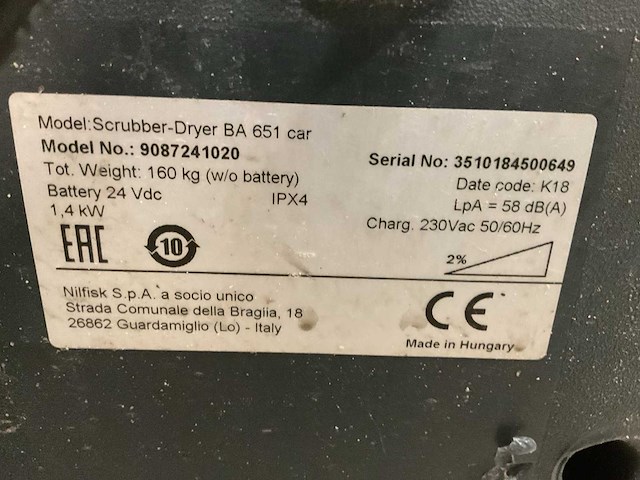 Model:Scrubber-Dryer BA 651 car
Model No.: 9087241020
Tot. Weight: 160 kg (w/o battery)
Battery 24 Vdc IPX4
1,4 kW
Serial No: 3510184500649
Date code: K18
LpA = 58 dB(A)
Charg. 230Vac 50/60Hz
EAC
10
2%
Nilfisk S.p.A. a socio unico
Strada Comunale della Braglia, 18
26862 Guardamiglio (Lo) - Italy
CE
Made in Hungary